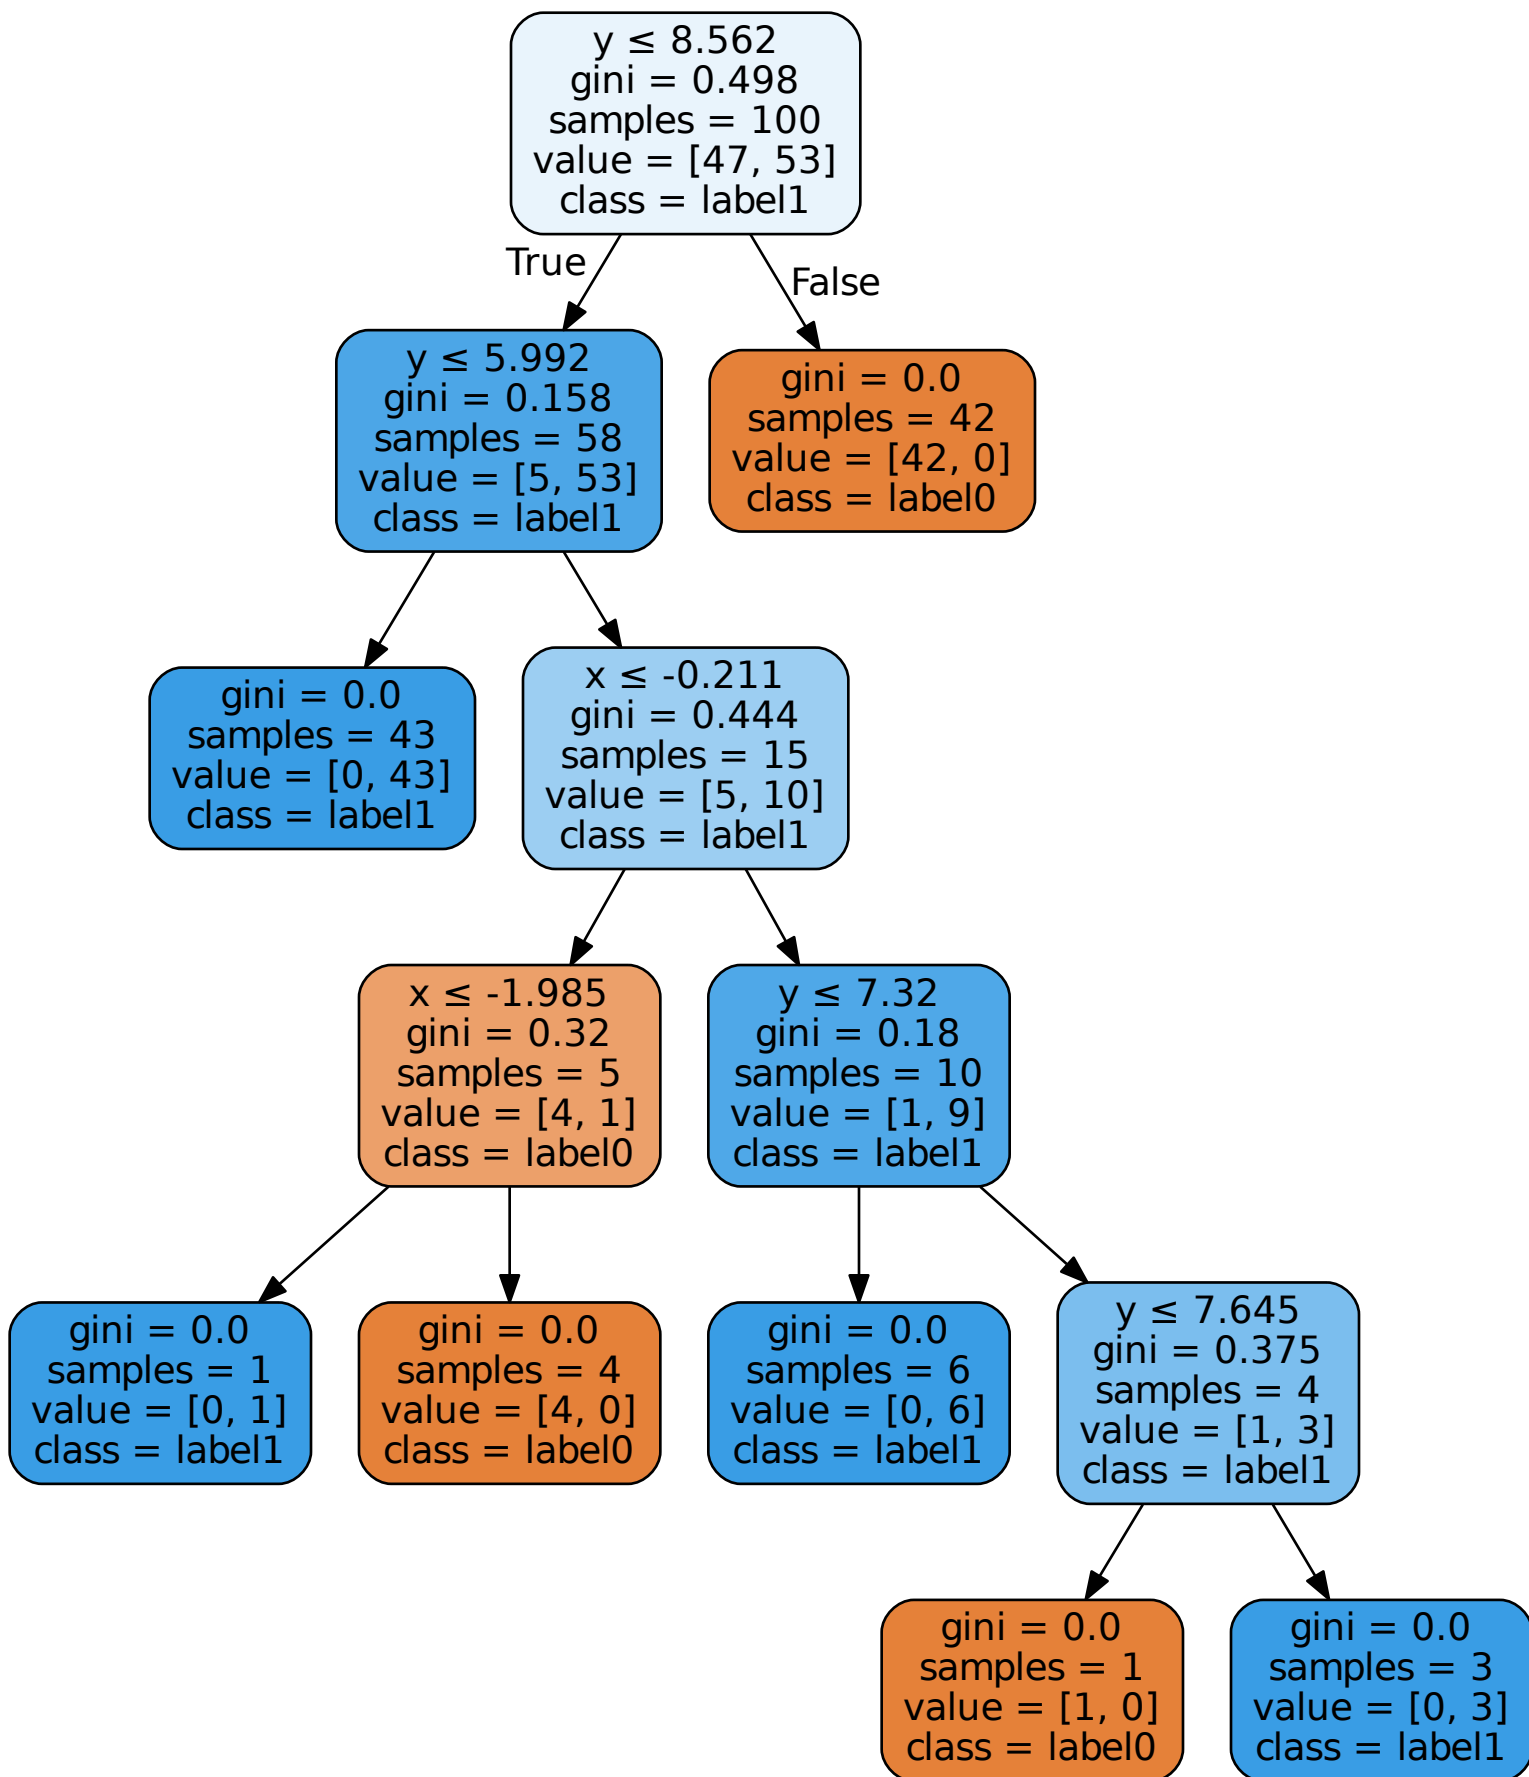 y ≤ 8.562
gini = 0.498
samples = 100
value = [47, 53]
class = label1
True
False
y ≤ 5.992
gini = 0.158
samples = 58
value = [5, 53]
class = label1
gini = 0.0
samples = 42
value = [42, 0]
class = label0
gini = 0.0
samples = 43
value = [0, 43]
class = label1
x ≤ -0.211
gini = 0.444
samples = 15
value = [5, 10]
class = label1
x ≤ -1.985
gini = 0.32
samples = 5
value = [4, 1]
class = label0
y ≤ 7.32
gini = 0.18
samples = 10
value = [1, 9]
class = label1
gini = 0.0
samples = 1
value = [0, 1]
class = label1
gini = 0.0
samples = 4
value = [4, 0]
class = label0
gini = 0.0
samples = 6
value = [0, 6]
class = label1
y ≤ 7.645
gini = 0.375
samples = 4
value = [1, 3]
class = label1
gini = 0.0
samples = 1
value = [1, 0]
class = label0
gini = 0.0
samples = 3
value = [0, 3]
class = label1